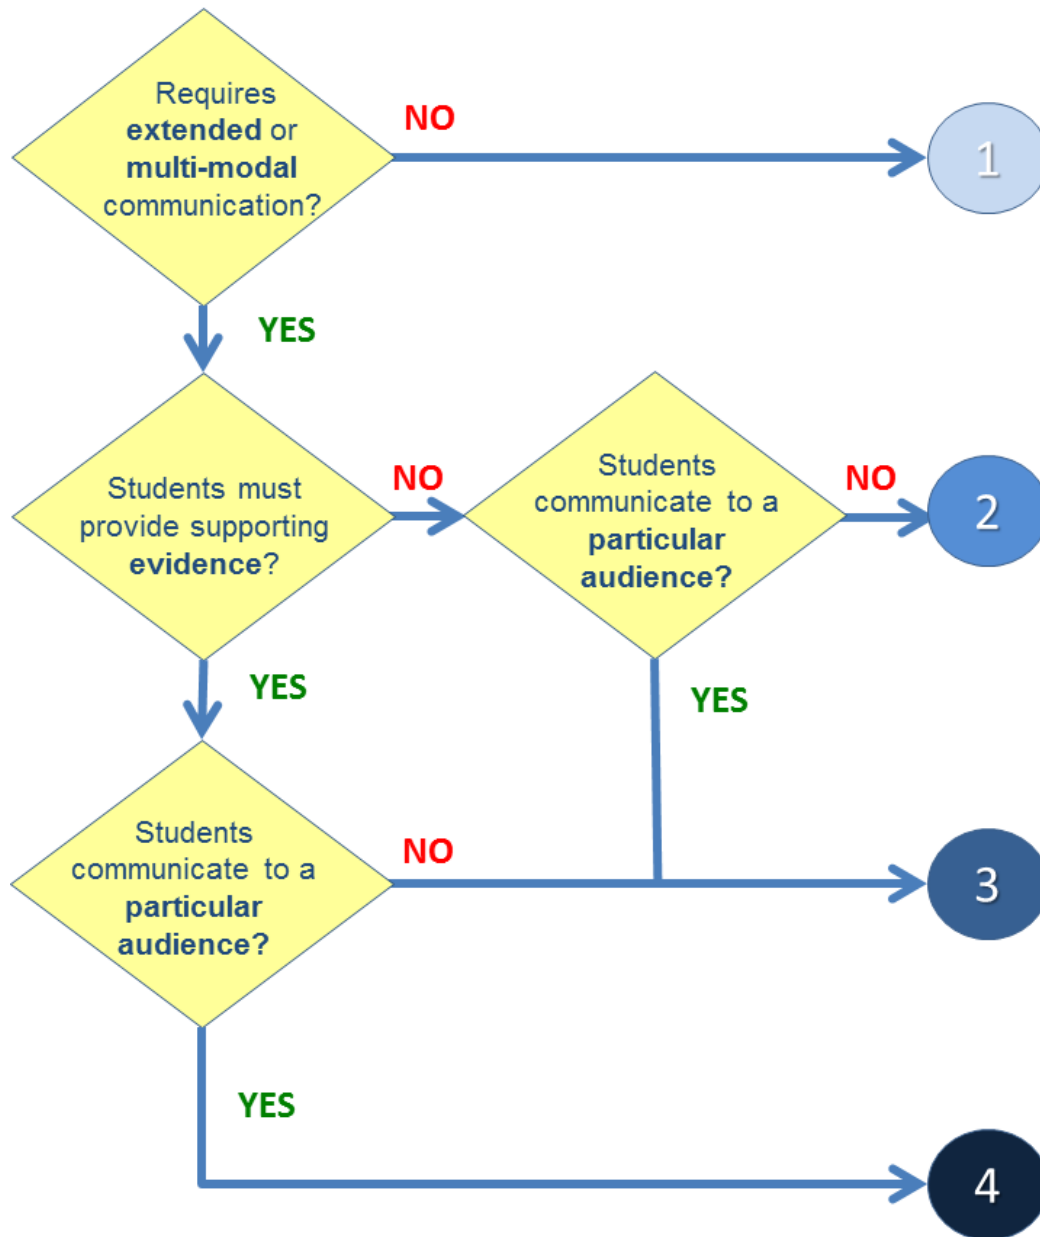 Requires
extended or
multi-modal
communication?
NO
1
YES
Students must
provide supporting
evidence?
NO
Students
communicate to a
particular
audience?
NO
2
YES
YES
Students
communicate to a
particular
audience?
NO
3
YES
4